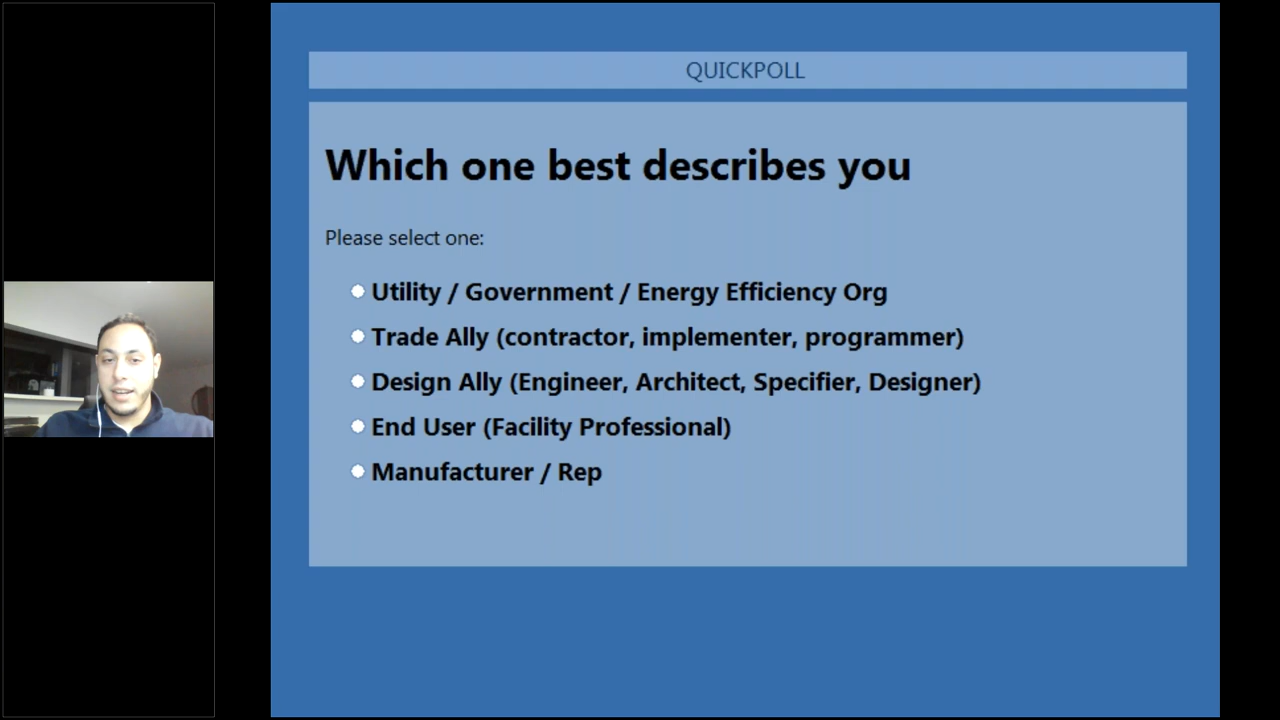 QUICKPOLL
Which one best describes you
Please select one:
Utility / Government / Energy Efficiency Org
Trade Ally (contractor, implementer, programmer)
Design Ally (Engineer, Architect, Specifier, Designer)
End User (Facility Professional)
Manufacturer / Rep